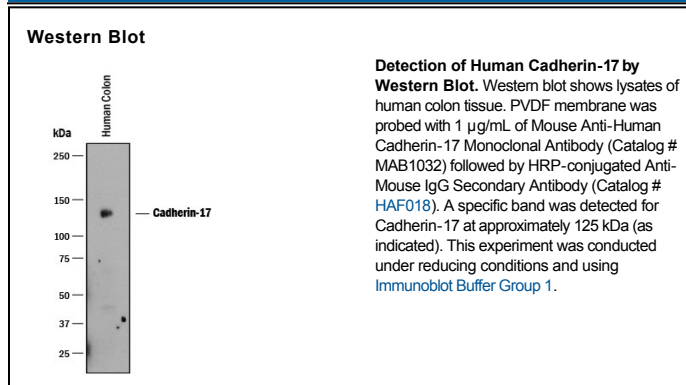 Western Blot
Human Colon
kDa
250
150
100
75
50
37
25
Cadherin-17
Detection of Human Cadherin-17 by
Western Blot. Western blot shows lysates of
human colon tissue. PVDF membrane was
probed with 1 µg/mL of Mouse Anti-Human
Cadherin-17 Monoclonal Antibody (Catalog #
MAB1032) followed by HRP-conjugated Anti-
Mouse IgG Secondary Antibody (Catalog #
HAF018). A specific band was detected for
Cadherin-17 at approximately 125 kDa (as
indicated). This experiment was conducted
under reducing conditions and using
Immunoblot Buffer Group 1.